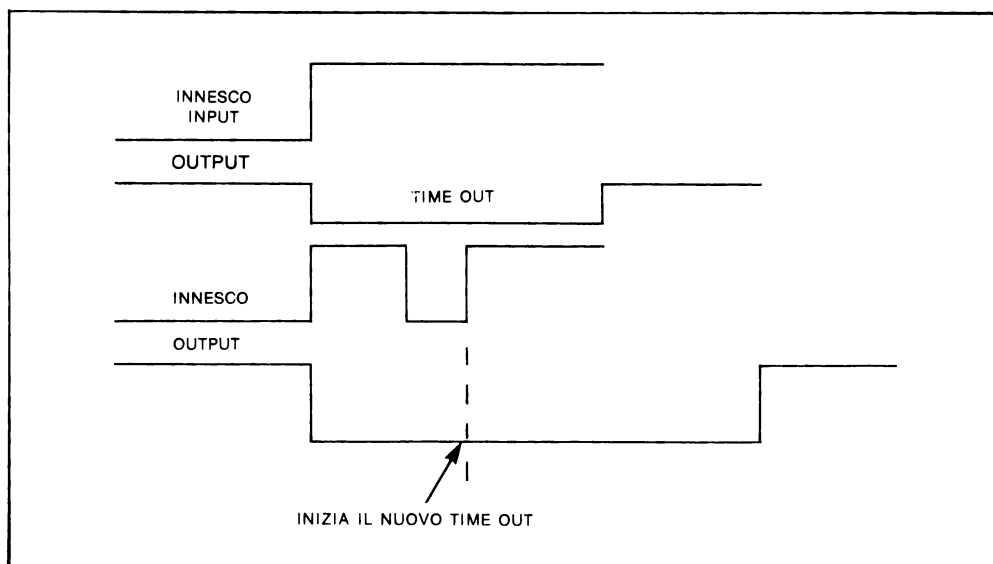 INNESCO
INPUT
OUTPUT
TIME OUT
INNESCO
OUTPUT
INIZIA IL NUOVO TIME OUT